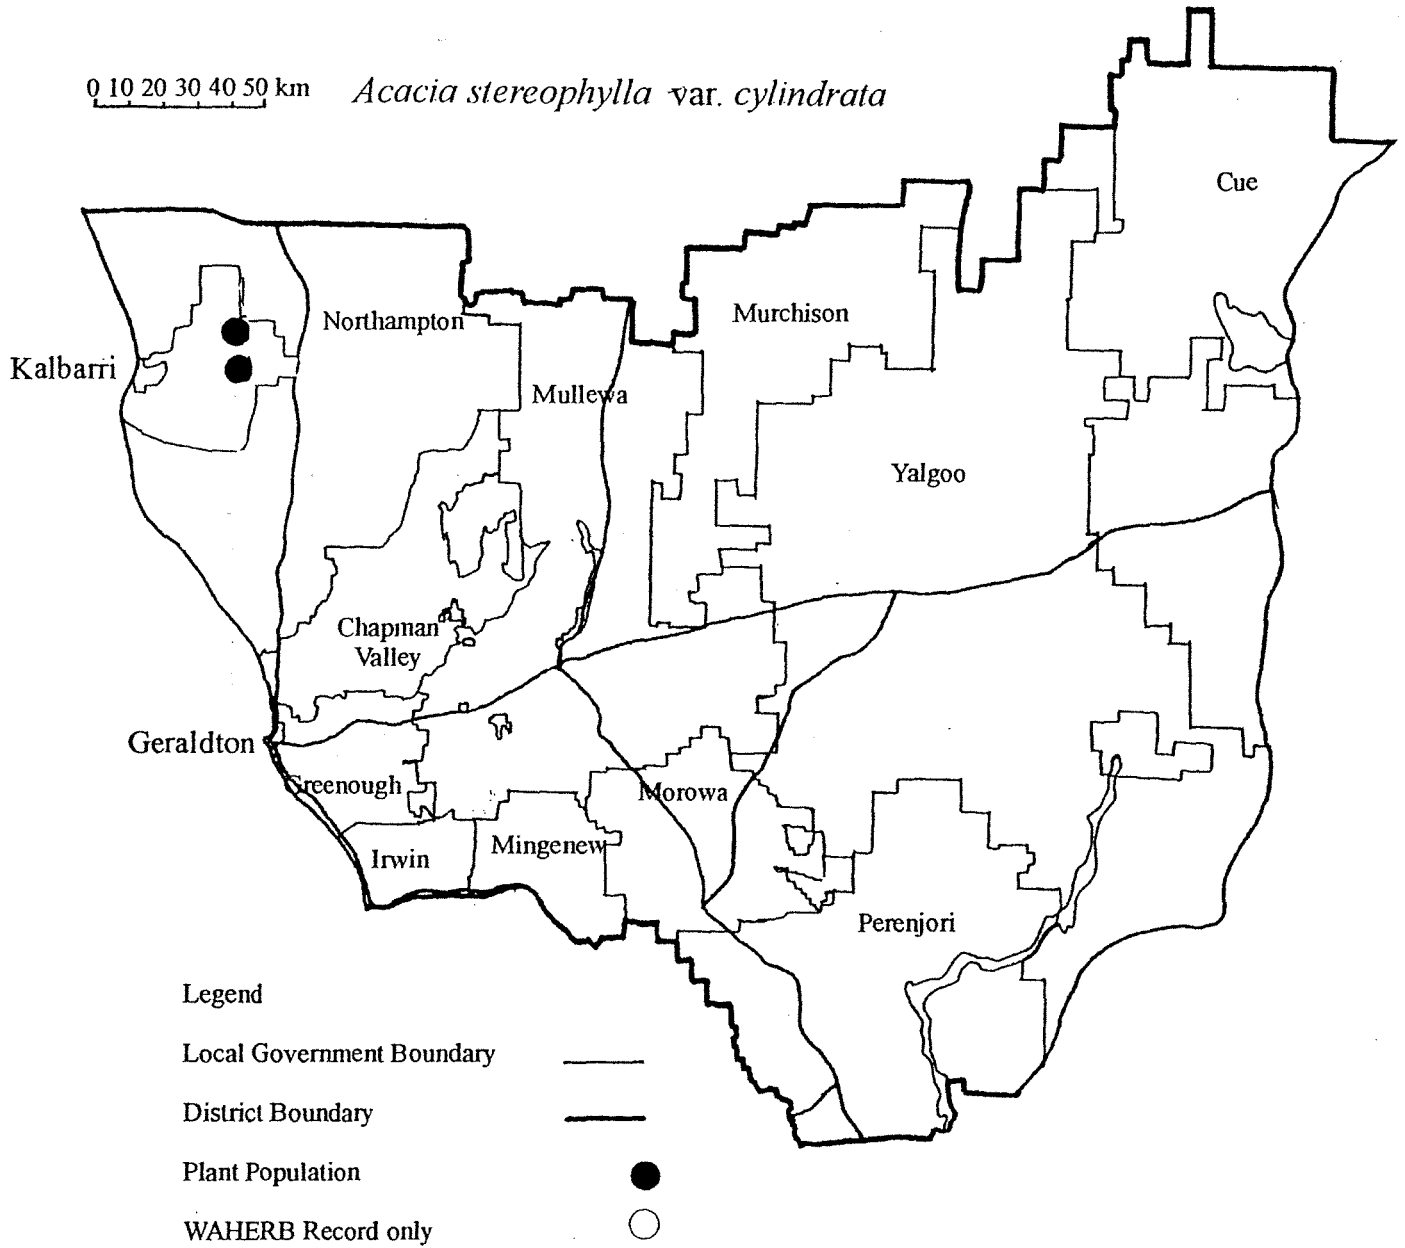 0 10 20 30 40 50 km
Acacia stereophylla var. cylindrata
Cue
Northampton
Murchison
Kalbarri
Mullewa
Yalgoo
Chapman
Valley
Geraldton
Greenough
Morowa
Irwin
Mingenew
Perenjori
Legend
Local Government Boundary
District Boundary
Plant Population
WAHERB Record only